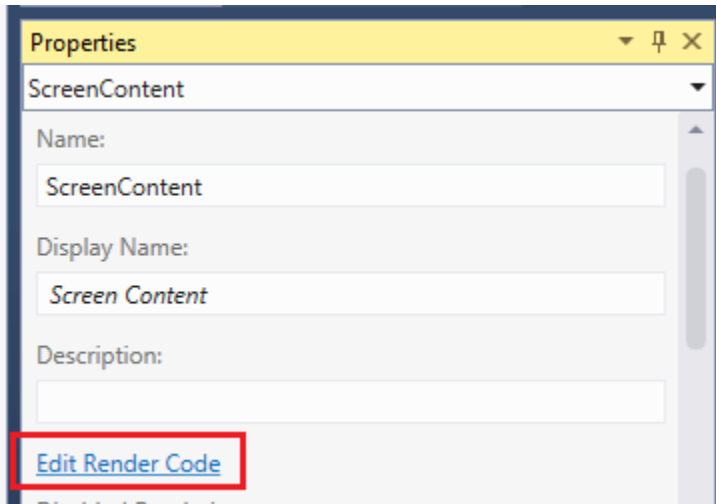 Properties
ScreenContent
Name:
ScreenContent
Display Name:
Screen Content
Description:
Edit Render Code